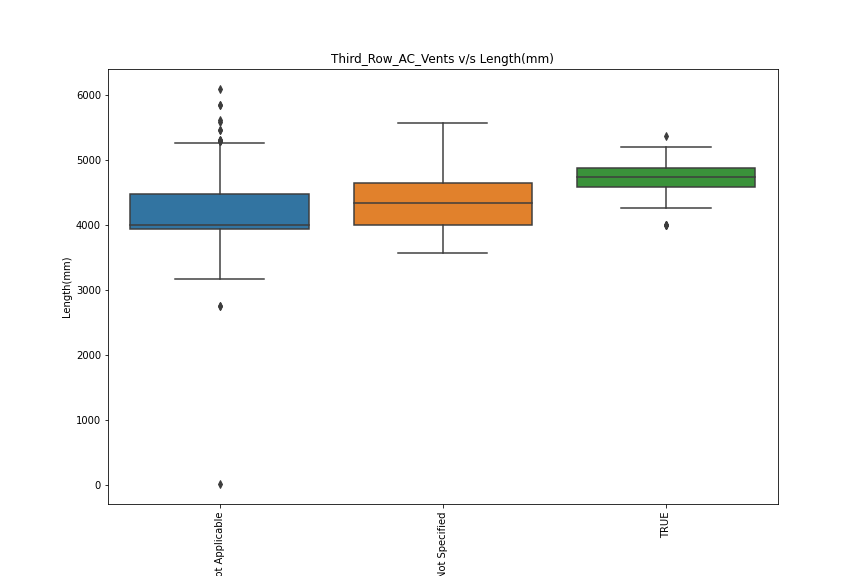 Third_Row_AC_Vents v/s Length(mm)
6000
5000
4000
3000
2000
1000
0
Length(mm)
ot Applicable
Not Specified
TRUE